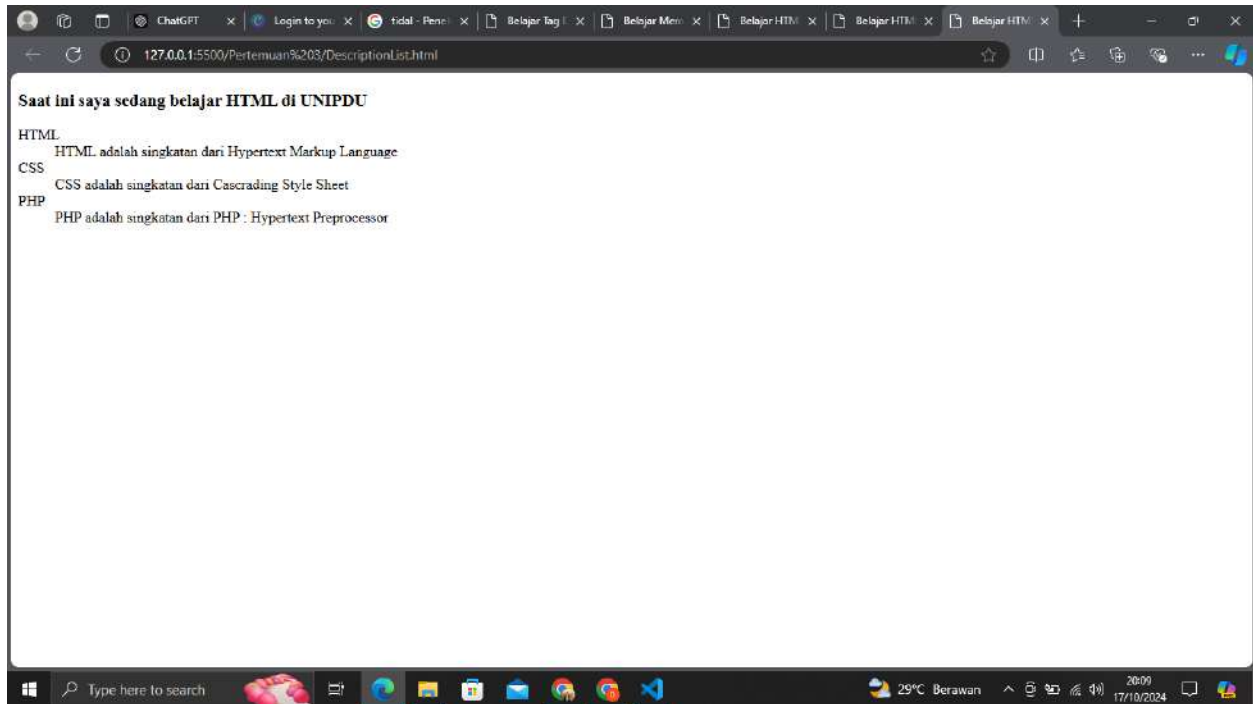 ChatGPT
Login to you
tidal - Pene
Belajar Tag
Belajar Mem
Belajar HTM
Belajar HTM
Belajar HTM
127.0.0.1:5500/Pertemuan%203/DescriptionList.html
Saat ini saya sedang belajar HTML di UNIPDU
HTML
HTML adalah singkatan dari Hypertext Markup Language
CSS
CSS adalah singkatan dari Cascrading Style Sheet
PHP
PHP adalah singkatan dari PHP : Hypertext Preprocessor
Type here to search
29°C Berawan
20:09
17/10/2024